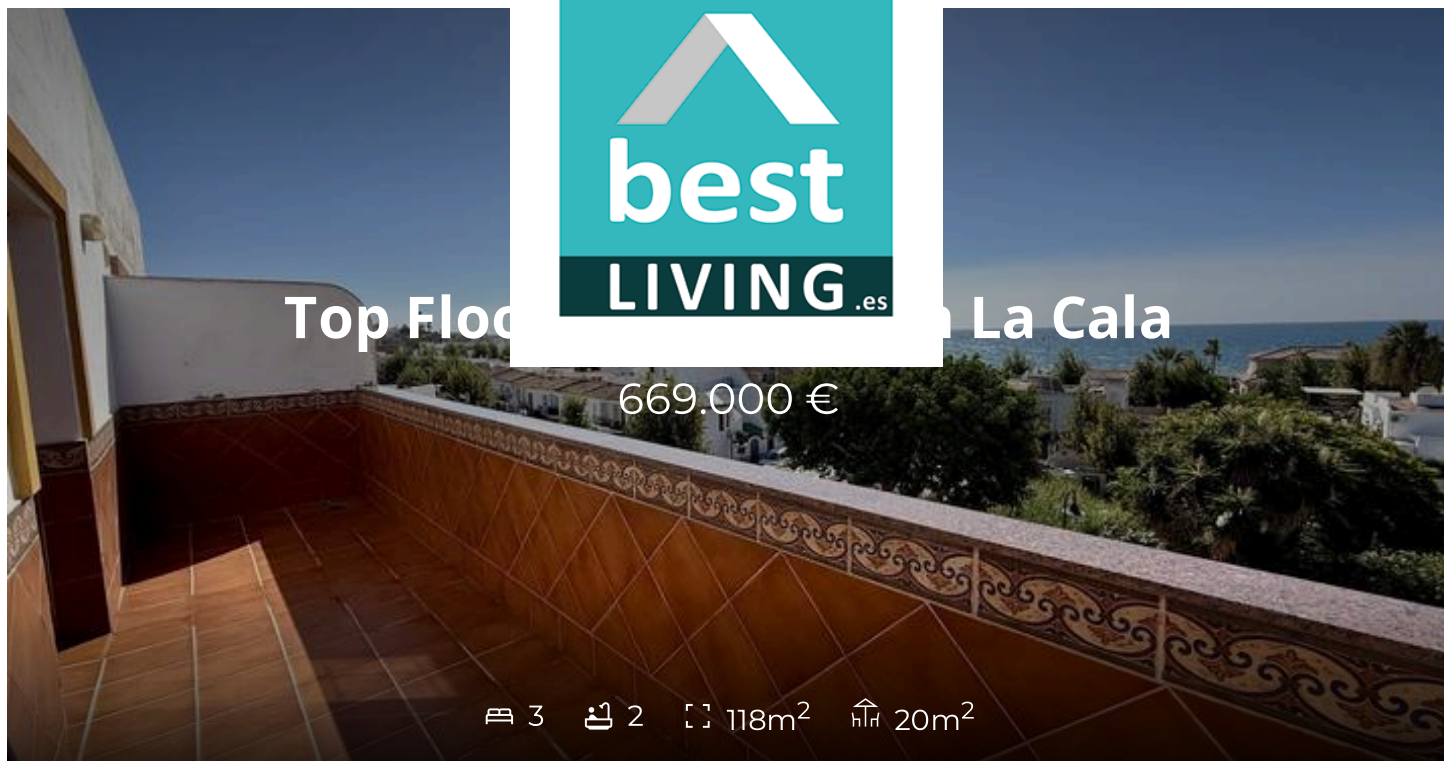 best
LIVING.es
Top Floo La Cala
669.000 €
3 2 118m² 20m²